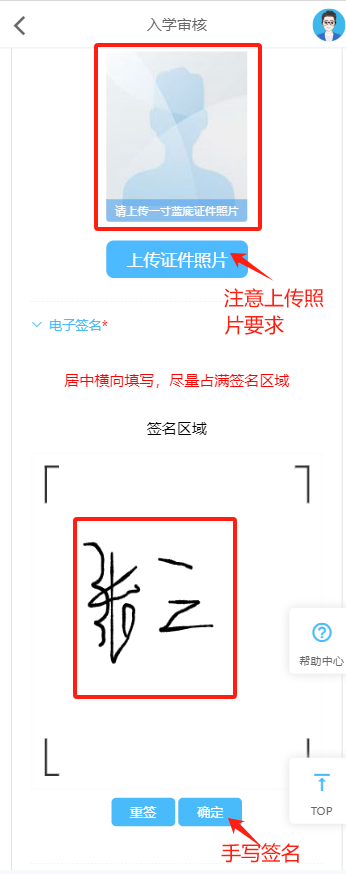 入学审核
请上传一寸蓝底证件照片
上传证件照片
注意上传照
片要求
电子签名*
居中横向填写，尽量占满签名区域
签名区域
张三
帮助中心
TOP
重签
确定
手写签名